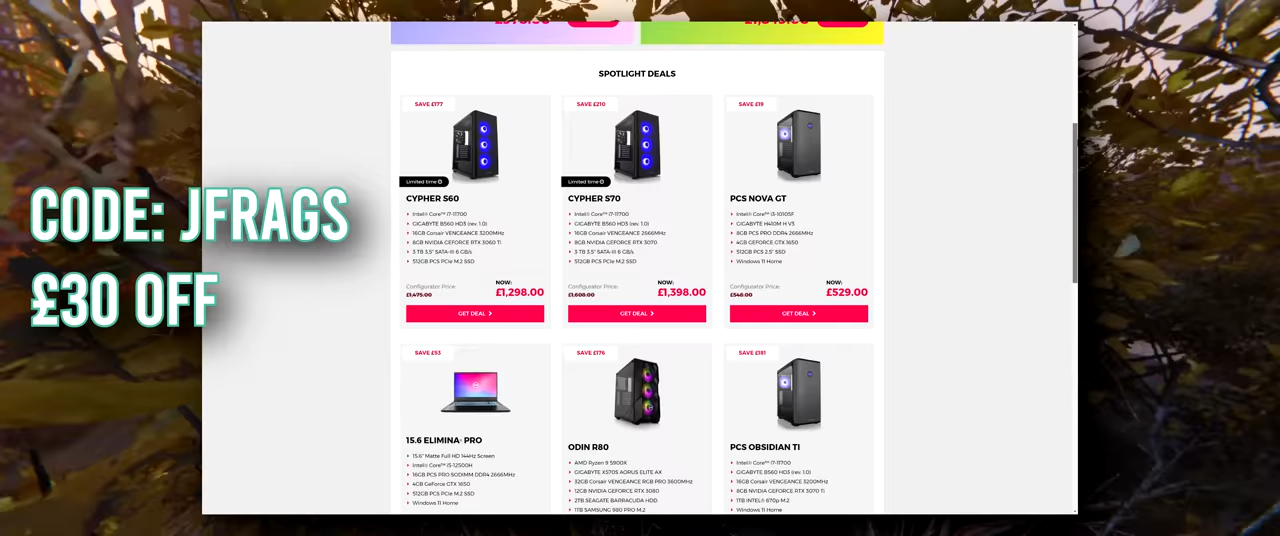 SPOTLIGHT DEALS
CODE: JFRAGS
£30 OFF
SAVE £177
Limited time
CYPHER S60
Intel® Core™ i7-11700
GIGABYTE B560 HD3 (rev. 1.0)
16GB Corsair VENGEANCE 3200MHz
8GB NVIDIA GEFORCE RTX 3060 Ti
3 TB 3.5" SATA-III 6 GB/s
512GB PCS PCIe M.2 SSD
Configurator Price:
£1,475.00
NOW:
£1,298.00
GET DEAL
SAVE £210
Limited time
CYPHER S70
Intel® Core™ i7-11700
GIGABYTE B560 HD3 (rev. 1.0)
16GB Corsair VENGEANCE 2666MHz
8GB NVIDIA GEFORCE RTX 3070
3 TB 3.5" SATA-III 6 GB/s
512GB PCS PCIe M.2 SSD
Configurator Price:
£1,608.00
NOW:
£1,398.00
GET DEAL
SAVE £19
PCS NOVA GT
Intel® Core™ i3-10105F
GIGABYTE H410M H V3
8GB PCS PRO DDR4 2666MHz
4GB GEFORCE GTX 1650
512GB PCS 2.5" SSD
Windows 11 Home
Configurator Price:
£548.00
NOW:
£529.00
GET DEAL
SAVE £53
15.6 ELIMINA• PRO
15.6" Matte Full HD 144Hz Screen
Intel® Core™ i5-12500H
16GB PCS PRO SODIMM DDR4 2666MHz
4GB GeForce GTX 1650
512GB PCS PCIe M.2 SSD
Windows 11 Home
SAVE £176
ODIN R80
AMD Ryzen 9 5900X
GIGABYTE X570S AORUS ELITE AX
32GB Corsair VENGEANCE RGB PRO 3600MHz
12GB NVIDIA GEFORCE RTX 3080
2TB SEAGATE BARRACUDA HDD
1TB SAMSUNG 980 PRO M.2
SAVE £181
PCS OBSIDIAN TI
Intel® Core™ i7-11700
GIGABYTE B560 HD3 (rev. 1.0)
16GB Corsair VENGEANCE 3200MHz
8GB NVIDIA GEFORCE RTX 3070 Ti
1TB INTEL® 670p M.2
Windows 11 Home